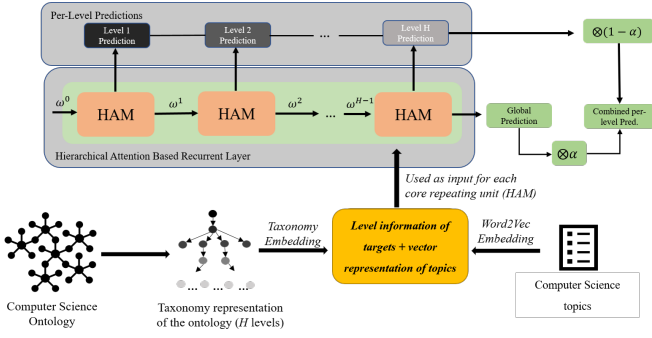 Per-Level Predictions
Level 1
Prediction
Level 2
Prediction
...
Level H
Prediction
⊗(1 − α)
ω⁰
HAM
ω¹
HAM
ω²
...
ω^{H−1}
HAM
Global
Prediction
Combined per-
level Pred.
⊗α
Hierarchical Attention Based Recurrent Layer
Used as input for each
core repeating unit (HAM)
Taxonomy
Embedding
Level information of
targets + vector
representation of topics
Word2Vec
Embedding
... ... ...
Computer Science
Ontology
Taxonomy representation
of the ontology (H levels)
Computer Science
topics